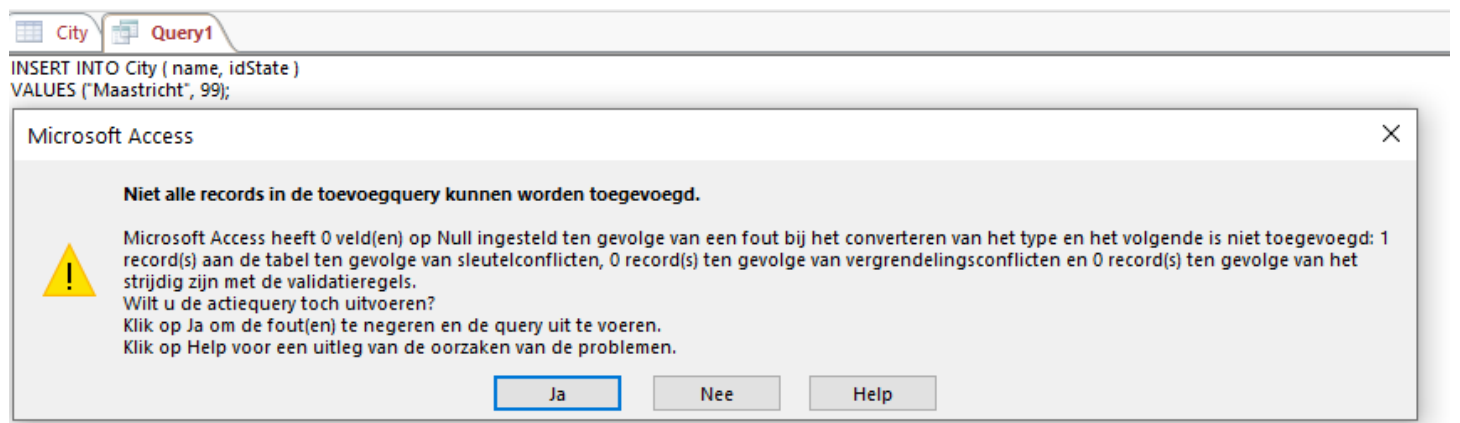 City Query1
INSERT INTO City ( name, idState )
VALUES ("Maastricht", 99);
Microsoft Access
Niet alle records in de toevoegquery kunnen worden toegevoegd.
Microsoft Access heeft 0 veld(en) op Null ingesteld ten gevolge van een fout bij het converteren van het type en het volgende is niet toegevoegd: 1
record(s) aan de tabel ten gevolge van sleutelconflicten, 0 record(s) ten gevolge van vergrendelingsconflicten en 0 record(s) ten gevolge van het
strijdig zijn met de validatieregels.
Wilt u de actiequery toch uitvoeren?
Klik op Ja om de fout(en) te negeren en de query uit te voeren.
Klik op Help voor een uitleg van de oorzaken van de problemen.
Ja Nee Help